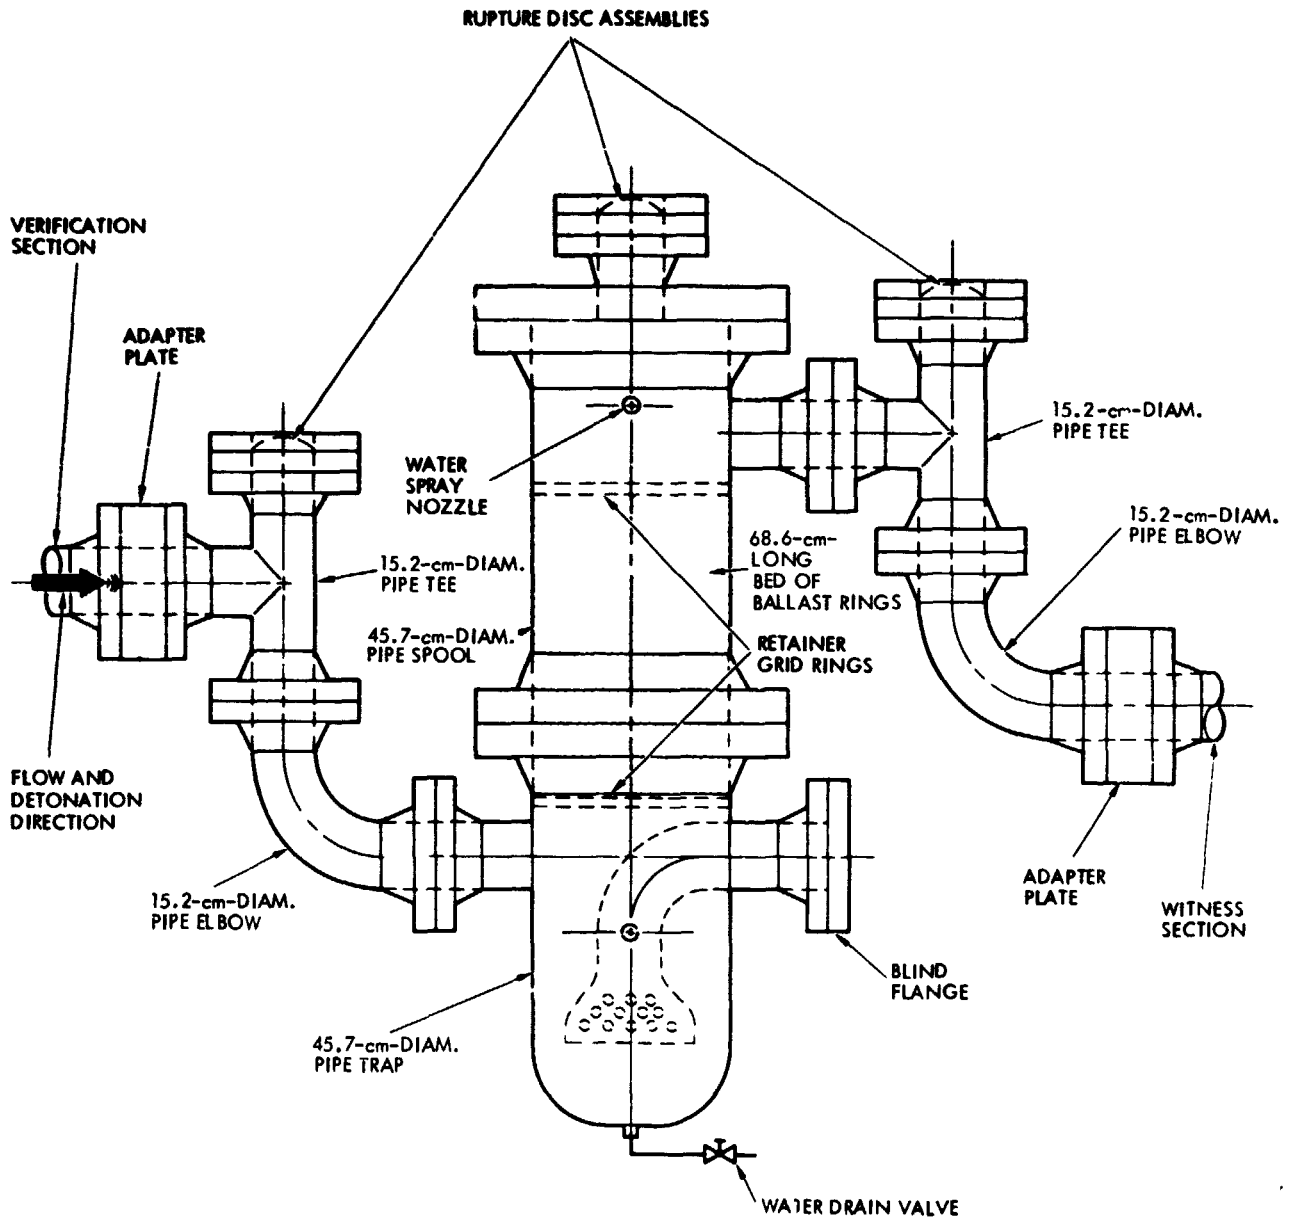 RUPTURE DISC ASSEMBLIES
VERIFICATION
SECTION
ADAPTER
PLATE
WATER
SPRAY
NOZZLE
15.2-cm-DIAM.
PIPE TEE
15.2-cm-DIAM.
PIPE TEE
15.2-cm-DIAM.
PIPE ELBOW
68.6-cm-
LONG
BED OF
BALLAST RINGS
45.7-cm-DIAM.
PIPE SPOOL
RETAINER
GRID RINGS
FLOW AND
DETONATION
DIRECTION
15.2-cm-DIAM.
PIPE ELBOW
ADAPTER
PLATE
WITNESS
SECTION
BLIND
FLANGE
45.7-cm-DIAM.
PIPE TRAP
WATER DRAIN VALVE